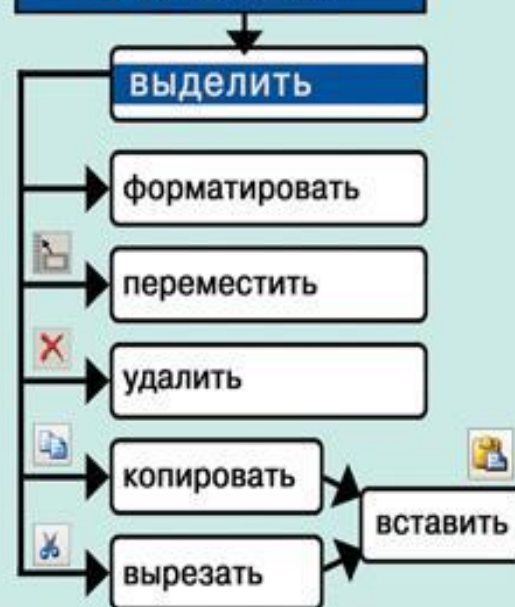 выделить
форматировать
переместить
удалить
копировать
вставить
вырезать